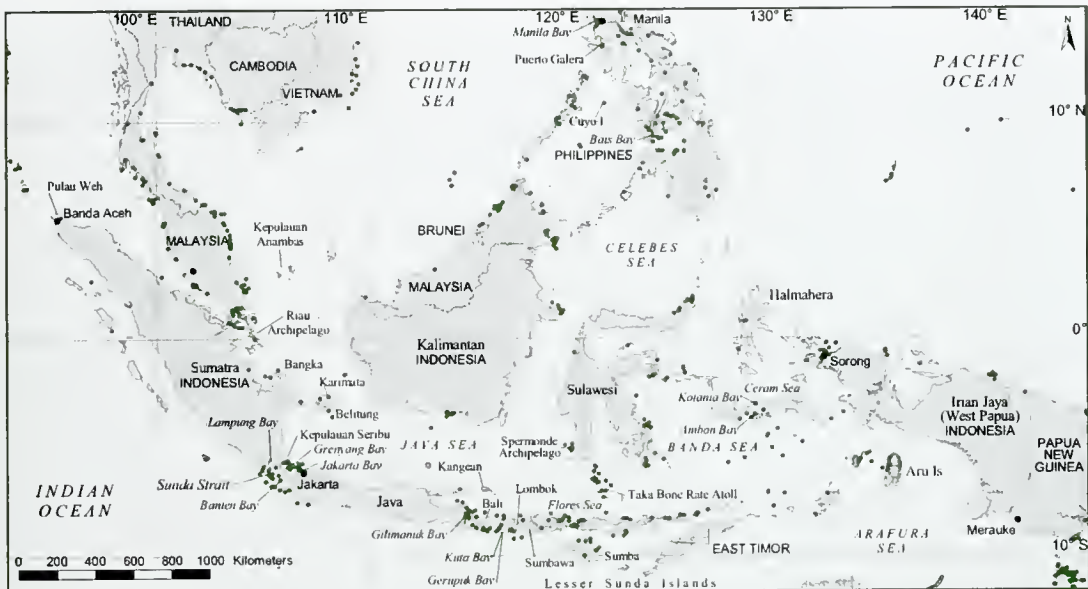 100° E
110° E
120° E
130° E
140° E
N
THAILAND
Manila
Manila Bay
Puerto Galera
CAMBODIA
VIETNAM
SOUTH
CHINA
SEA
PACIFIC
OCEAN
10° N
Cuyo I
Bais Bay
PHILIPPINES
Pulau Weh
Banda Aceh
MALAYSIA
Kepulauan
Anambas
BRUNEI
CELEBES
SEA
MALAYSIA
Halmahera
Riau
Archipelago
0°
Kalimantan
INDONESIA
Sorong
Sumatra
INDONESIA
Bangka
Karimata
Belitung
Sulawesi
Ceram Sea
Kotania Bay
Ambon Bay
BANDA SEA
Irian Jaya
(West Papua)
INDONESIA
Lampung Bay
Kepulauan Seribu
Grenyang Bay
Jakarta Bay
JAVA SEA
Spermonde
Archipelago
PAPUA
NEW
GUINEA
Kangean
Aru Is
Sunda Strait
Jakarta
Banten Bay
INDIAN
OCEAN
Java
Bali
Lombok
Flores Sea
Taka Bone Rate Atoll
Gilimanuk Bay
Merauke
ARAFURA
SEA
Kuta Bay
Gerupuk Bay
Sumbawa
Sumba
EAST TIMOR
10° S
Lesser Sunda Islands
0 200 400 600 800 1000 Kilometers